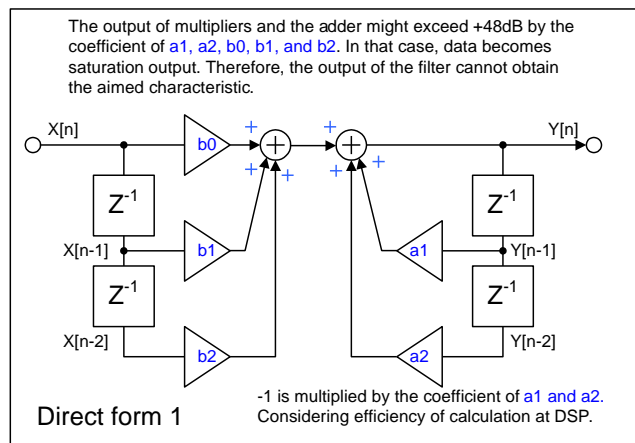 The output of multipliers and the adder might exceed +48dB by the
coefficient of a1, a2, b0, b1, and b2. In that case, data becomes
saturation output. Therefore, the output of the filter cannot obtain
the aimed characteristic.
X[n]
Y[n]
b0
+
+
+
+
+
+
+
+
Z-1
Z-1
X[n-1]
b1
a1
Y[n-1]
Z-1
Z-1
X[n-2]
b2
a2
Y[n-2]
-1 is multiplied by the coefficient of a1 and a2.
Direct form 1
Considering efficiency of calculation at DSP.